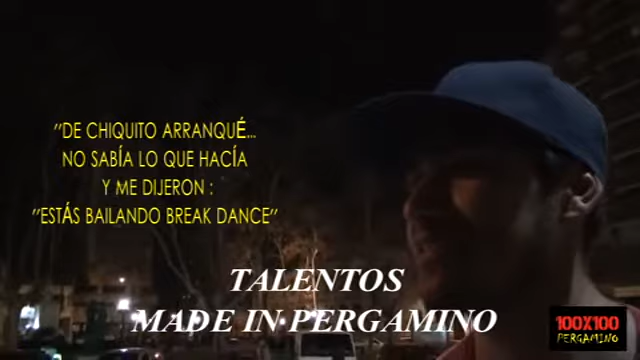 "DE CHIQUITO ARRANQUÉ...
NO SABÍA LO QUE HACÍA
Y ME DIJERON :
"ESTÁS BAILANDO BREAK DANCE"
TALENTOS
MADE IN PERGAMINO
100X100
PERGAMINO